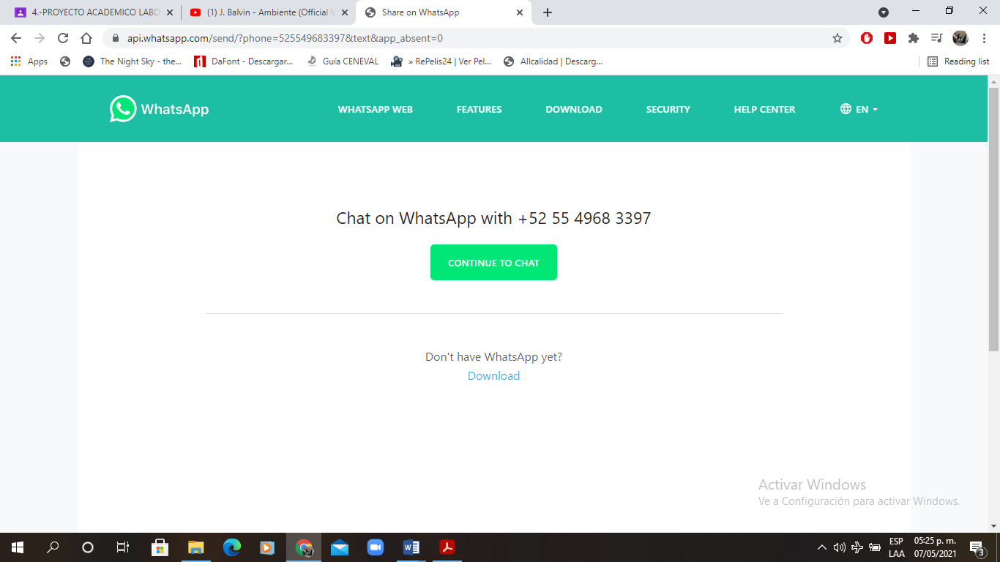 4.-PROYECTO ACADEMICO LABO
(1) J. Balvin - Ambiente (Official V
Share on WhatsApp
api.whatsapp.com/send/?phone=525549683397&text&app_absent=0
Apps
The Night Sky - the...
DaFont - Descargar...
Guía CENEVAL
» RePelis24 | Ver Pel...
Allcalidad | Descarg...
Reading list
WhatsApp
WHATSAPP WEB
FEATURES
DOWNLOAD
SECURITY
HELP CENTER
EN
Chat on WhatsApp with +52 55 4968 3397
CONTINUE TO CHAT
Don't have WhatsApp yet?
Download
Activar Windows
Ve a Configuración para activar Windows.
ESP
LAA
05:25 p. m.
07/05/2021
3